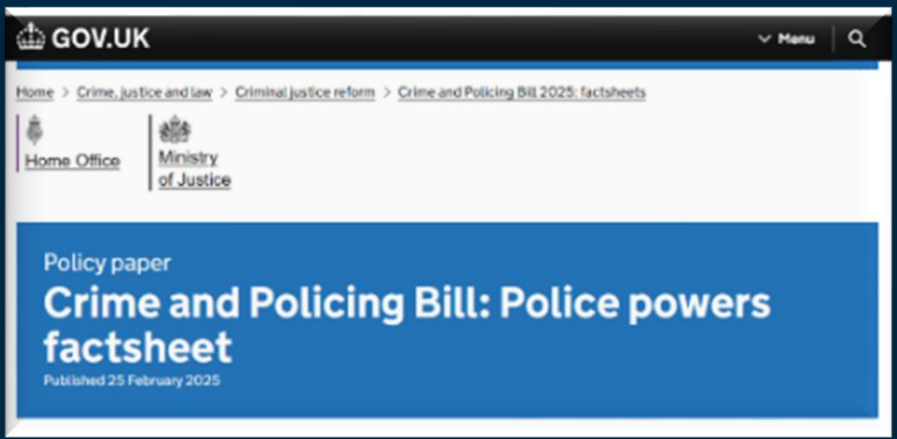 GOV.UK
Menu
Home > Crime, justice and law > Criminal justice reform > Crime and Policing Bill 2025: factsheets
Home Office
Ministry
of Justice
Policy paper
Crime and Policing Bill: Police powers
factsheet
Published 25 February 2025